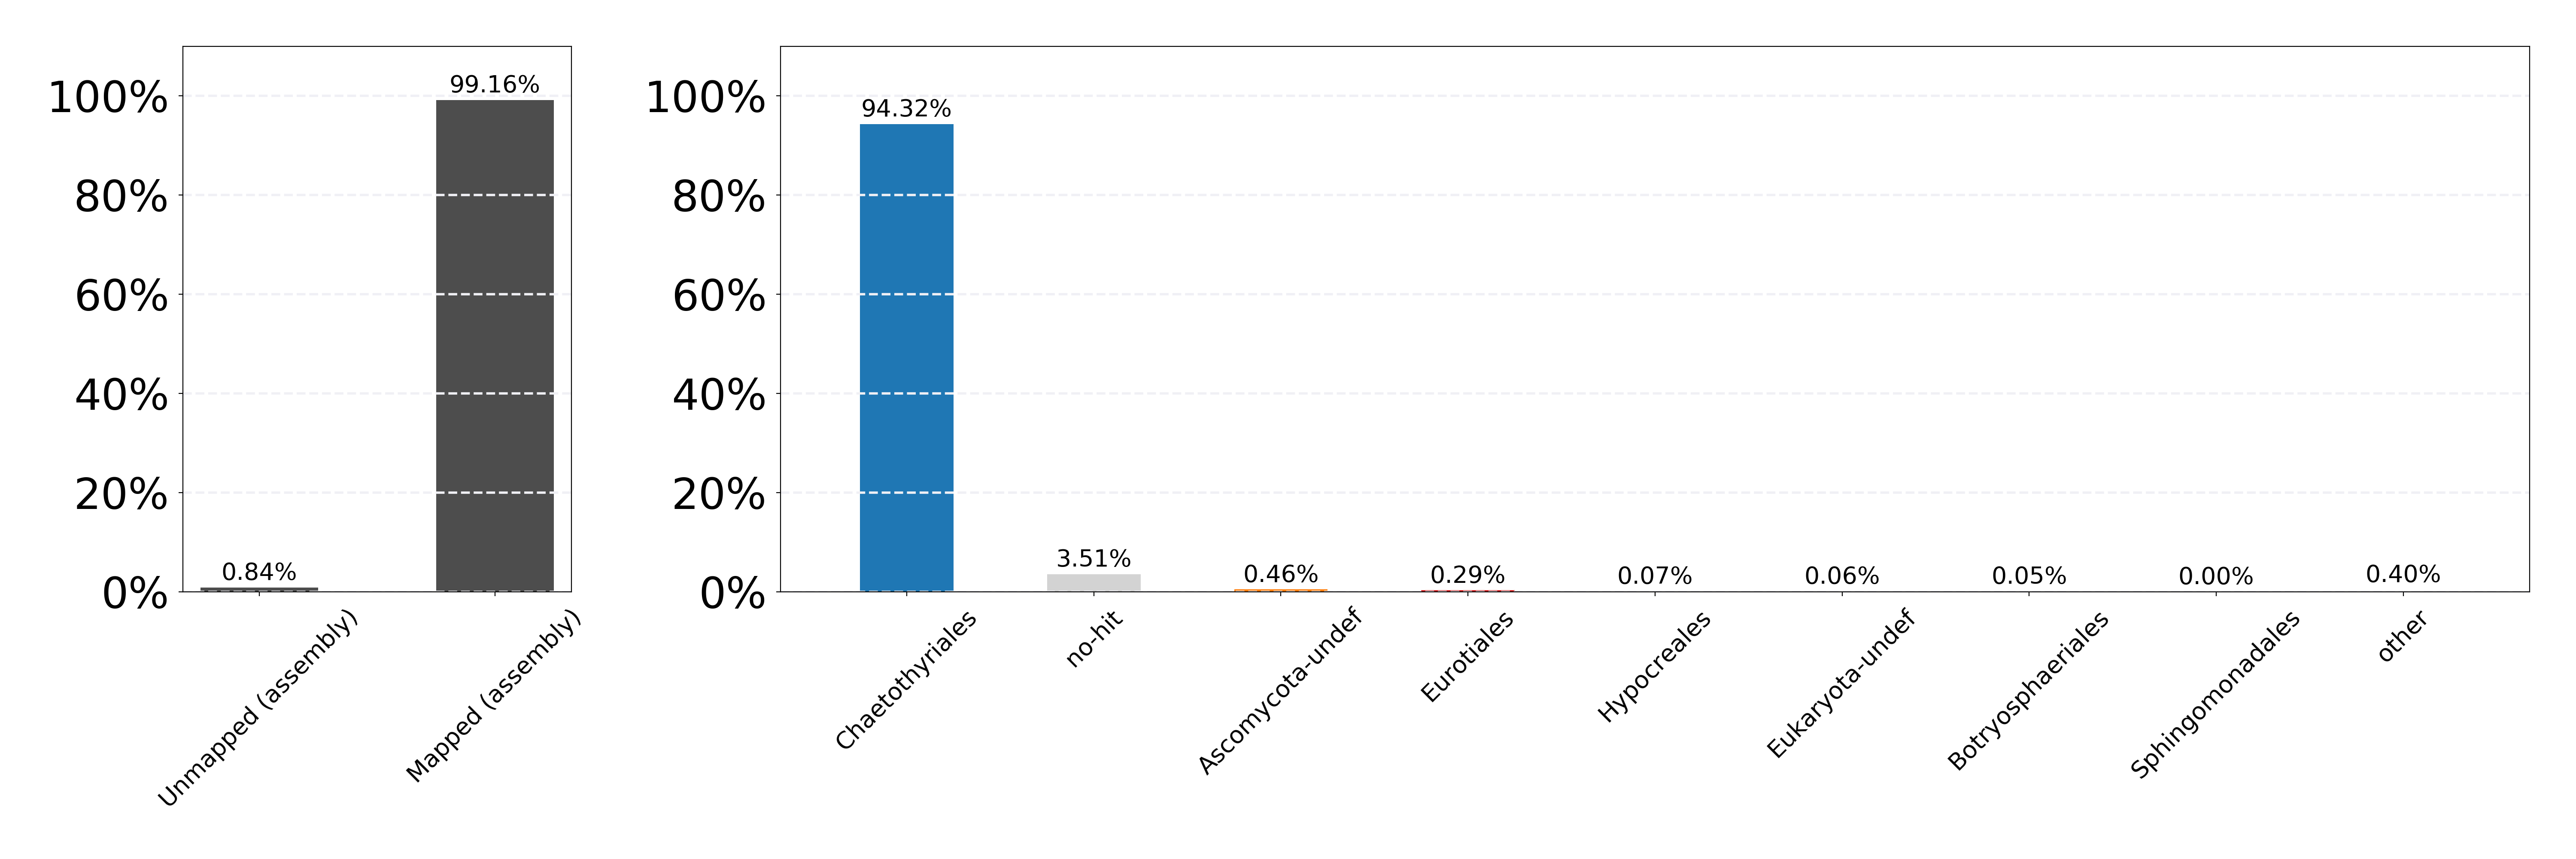 100%
80%
60%
40%
20%
0%
0.84%
99.16%
Unmapped (assembly)
Mapped (assembly)
100%
80%
60%
40%
20%
0%
94.32%
3.51%
0.46%
0.29%
0.07%
0.06%
0.05%
0.00%
0.40%
Chaetothyriales
no-hit
Ascomycota-undef
Eurotiales
Hypocreales
Eukaryota-undef
Botryosphaeriales
Sphingomonadales
other